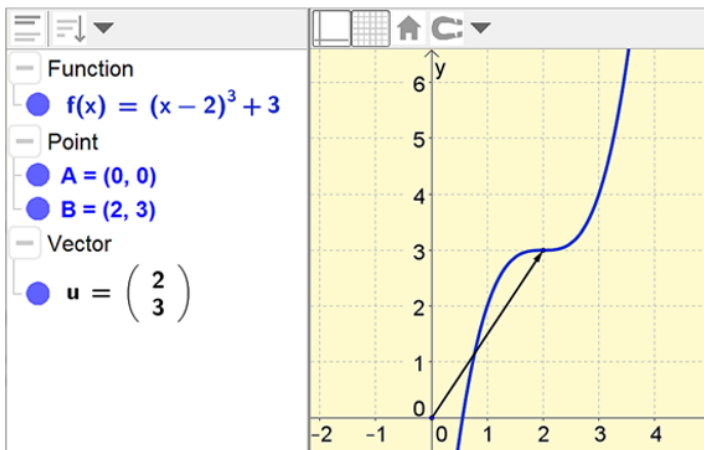 Function
f(x) = (x − 2)³ + 3
Point
A = (0, 0)
B = (2, 3)
Vector
u = ( 2
3 )
y
6
5
4
3
2
1
0
-2 -1 0 1 2 3 4